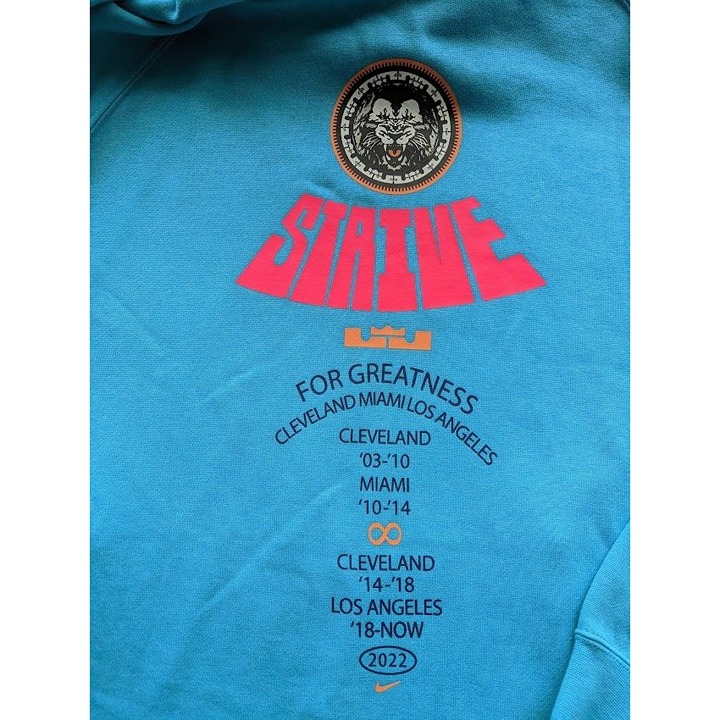 STRIVE
FOR GREATNESS
CLEVELAND MIAMI LOS ANGELES
CLEVELAND
'03-'10
MIAMI
'10-'14
∞
CLEVELAND
'14-'18
LOS ANGELES
'18-NOW
2022